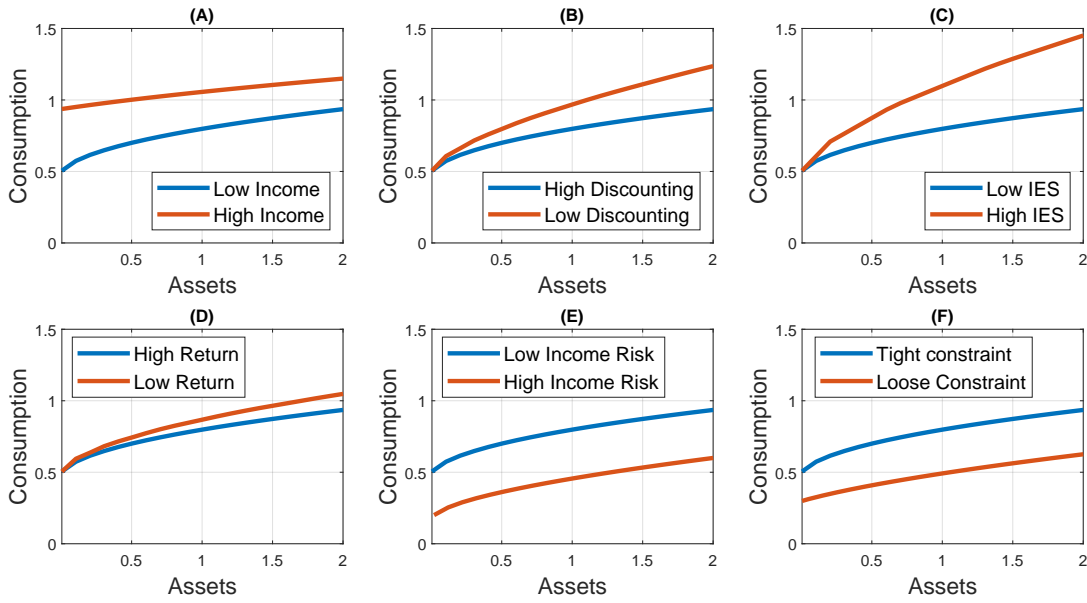 (A)
1.5
1
0.5
0
Consumption
Low Income
High Income
0.5
1
1.5
2
Assets
(B)
1.5
1
0.5
0
Consumption
High Discounting
Low Discounting
0.5
1
1.5
2
Assets
(C)
1.5
1
0.5
0
Consumption
Low IES
High IES
0.5
1
1.5
2
Assets
(D)
1.5
1
0.5
0
Consumption
High Return
Low Return
0.5
1
1.5
2
Assets
(E)
1.5
1
0.5
0
Consumption
Low Income Risk
High Income Risk
0.5
1
1.5
2
Assets
(F)
1.5
1
0.5
0
Consumption
Tight constraint
Loose Constraint
0.5
1
1.5
2
Assets